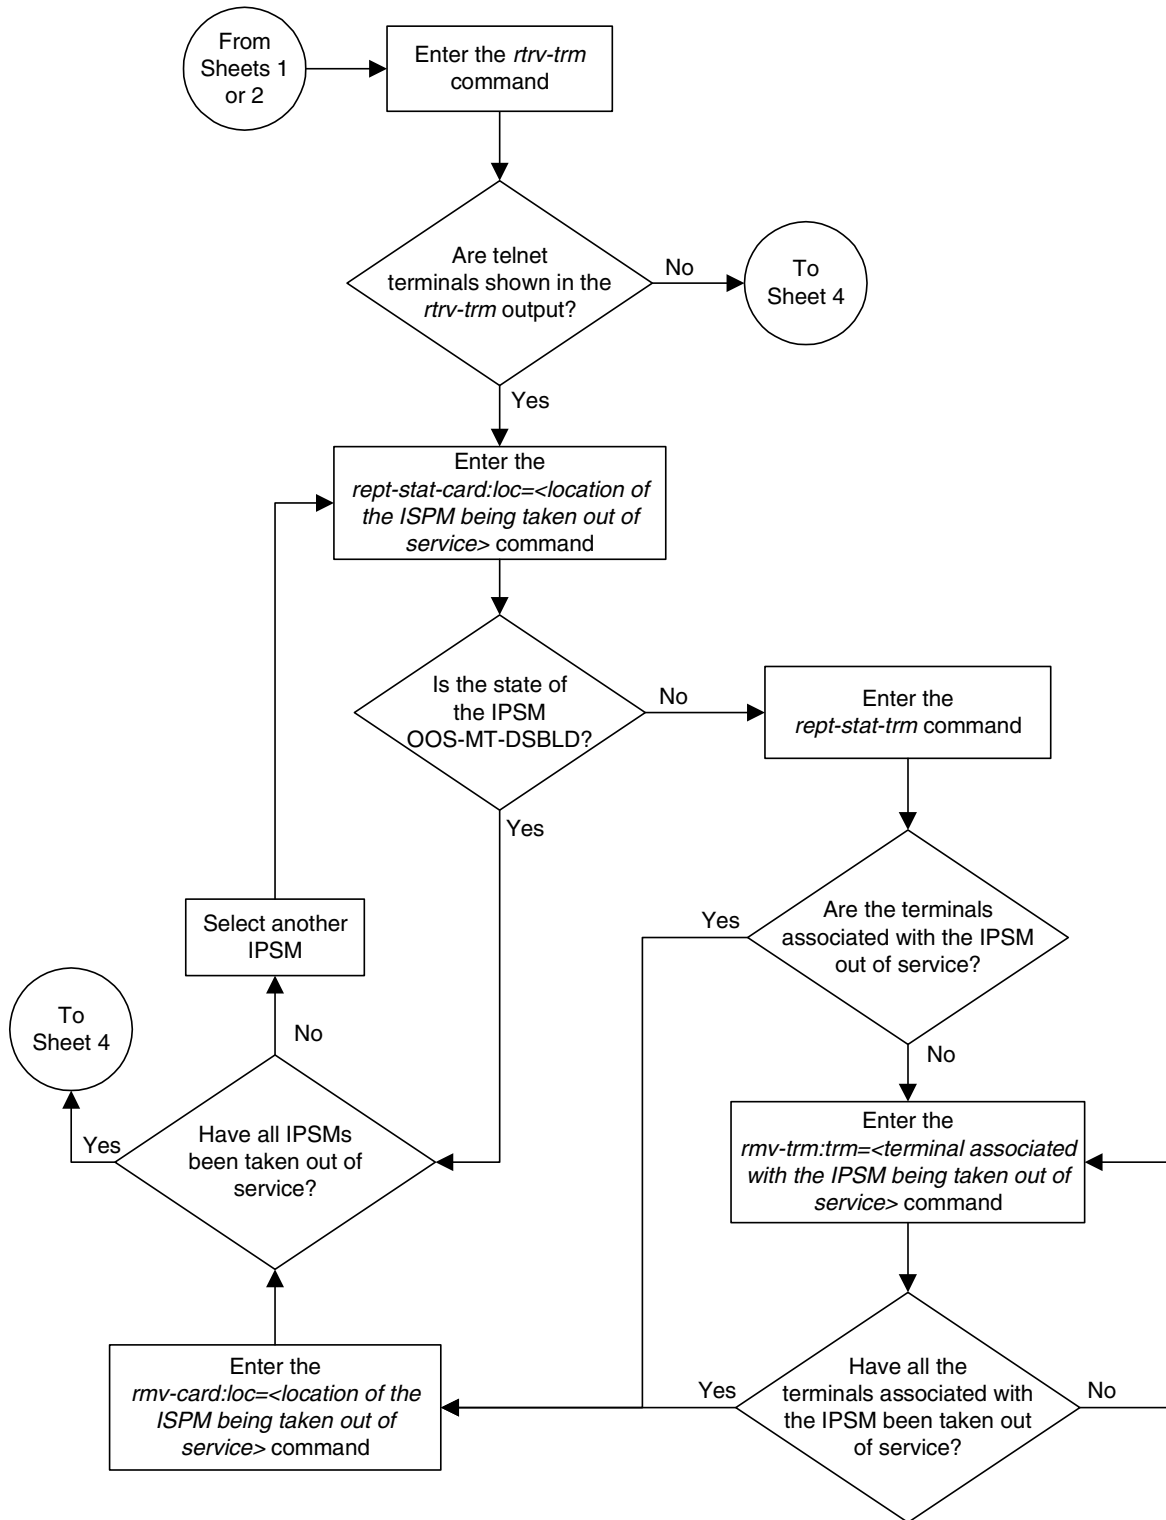 From
Sheets 1
or 2
Enter the rtrv-trm
command
Are telnet
terminals shown in the
rtrv-trm output?
No
To
Sheet 4
Yes
Enter the
rept-stat-card:loc=<location of
the ISPM being taken out of
service> command
Is the state of
the IPSM
OOS-MT-DSBLD?
No
Enter the
rept-stat-trm command
Yes
Select another
IPSM
Yes
Are the terminals
associated with the IPSM
out of service?
To
Sheet 4
No
No
Yes
Have all IPSMs
been taken out of
service?
Enter the
rmv-trm:trm=<terminal associated
with the IPSM being taken out of
service> command
Enter the
rmv-card:loc=<location of the
ISPM being taken out of
service> command
Yes
Have all the
terminals associated with
the IPSM been taken out
of service?
No